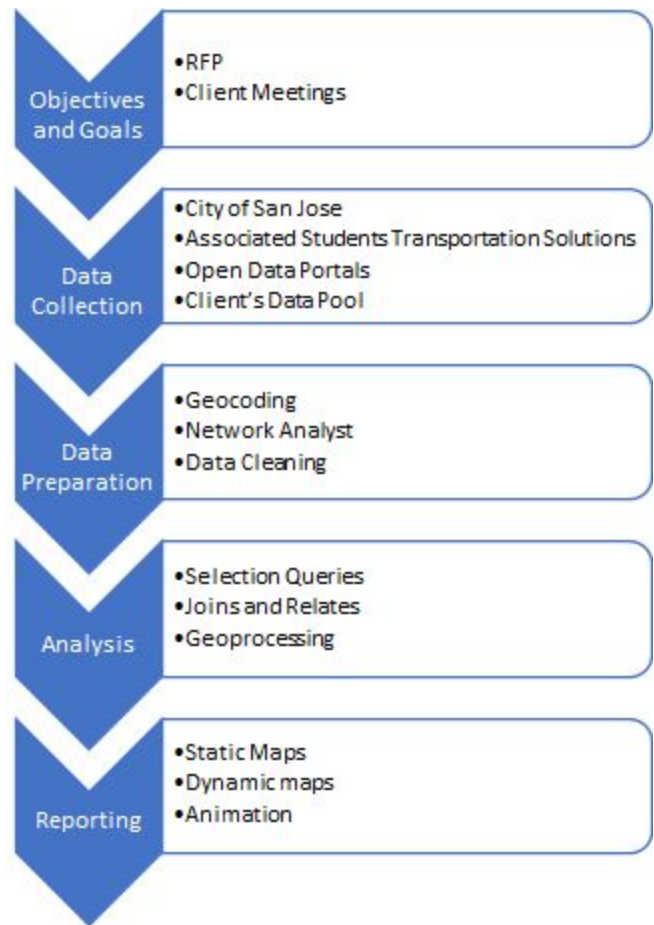 Objectives
and Goals
•RFP
•Client Meetings
Data
Collection
•City of San Jose
•Associated Students Transportation Solutions
•Open Data Portals
•Client's Data Pool
Data
Preparation
•Geocoding
•Network Analyst
•Data Cleaning
Analysis
•Selection Queries
•Joins and Relates
•Geoprocessing
Reporting
•Static Maps
•Dynamic maps
•Animation